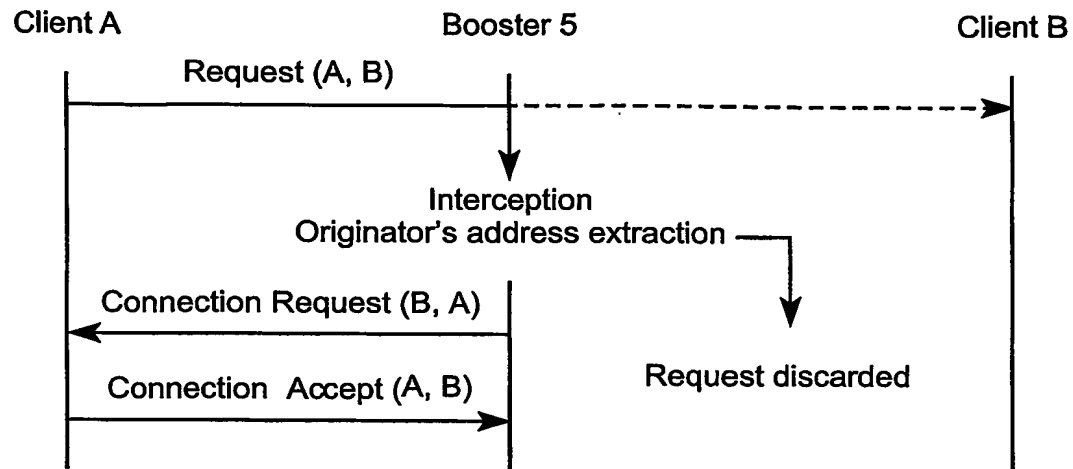 Client A
Booster 5
Client B
Request (A, B)
Interception
Originator's address extraction
Connection Request (B, A)
Request discarded
Connection Accept (A, B)